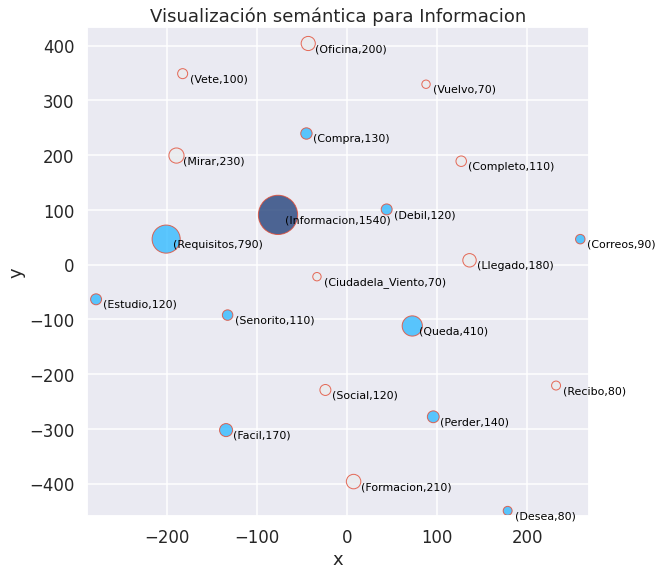 Visualización semántica para Informacion
400
300
200
100
0
−100
−200
−300
−400
y
(Oficina,200)
(Vete,100)
(Vuelvo,70)
(Compra,130)
(Mirar,230)
(Completo,110)
(Informacion,1540)
(Debil,120)
(Requisitos,790)
(Correos,90)
(Llegado,180)
(Ciudadela_Viento,70)
(Estudio,120)
(Senorito,110)
(Queda,410)
(Recibo,80)
(Social,120)
(Perder,140)
(Facil,170)
(Formacion,210)
(Desea,80)
−200 −100 0 100 200
x